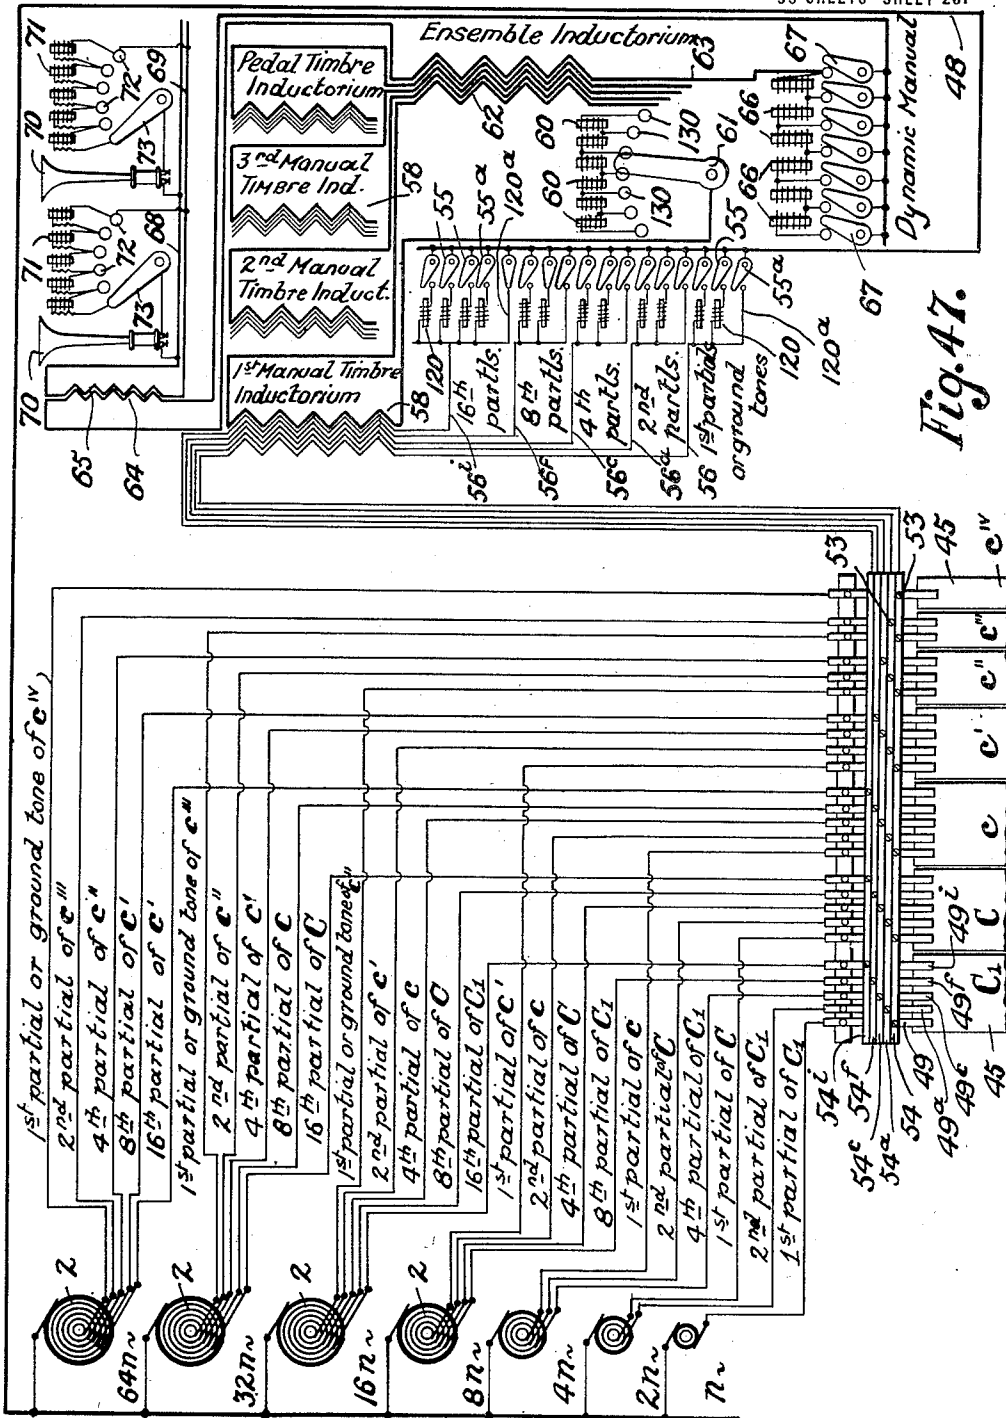 71
70
72
69
73
71
72
68
73
70
65
64
Pedal Timbre
Inductorium
3rd Manual
Timbre Ind.
58
2nd Manual
Timbre Induct.
1st Manual Timbre
Inductorium
58
Ensemble Inductorium
63
62
60
60
130
130
61
67
66
66
67
Dynamic Manual
48
55
55a
120a
55
55a
120
120
120a
16th
partls.
8th
partls.
4th
partls.
2nd
partls.
1st partials
or ground
tones
56i
56f
56c
56a
56
Fig. 47.
1st partial or ground tone of cIV
2nd partial of c'''
4th partial of c''
8th partial of c'
16th partial of c'
1st partial or ground tone of c'''
2nd partial of c''
4th partial of c'
8th partial of c
16th partial of C
1st partial or ground tone of c''
2nd partial of c'
4th partial of c
8th partial of C
16th partial of C1
1st partial of c'
2nd partial of c
4th partial of C
8th partial of C1
1st partial of c
2nd partial of C
4th partial of C1
1st partial of C
2nd partial of C1
1st partial of C1
2
2
2
2
64n~
32n~
16n~
8n~
4n~
2n~
n~
53
53
45
cIV
c'''
c''
c'
c
C
C1
54i
54f
54c
54a
54
49
49a
49c
49f
49i
45